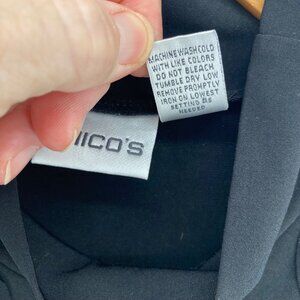 MACHINE WASH COLD
WITH LIKE COLORS
DO NOT BLEACH
TUMBLE DRY LOW
REMOVE PROMPTLY
IRON ON LOWEST
SETTING AS
NEEDED
IICO'S